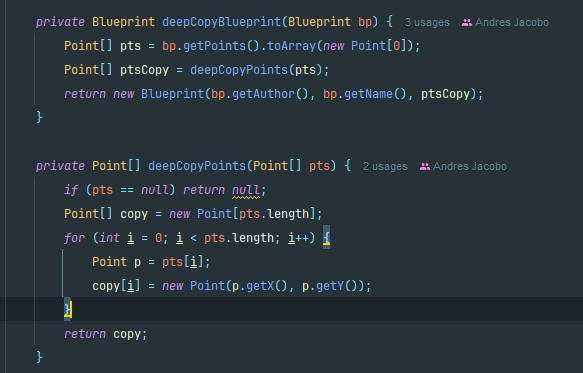 private Blueprint deepCopyBlueprint(Blueprint bp) { 3 usages Andres Jacobo
Point[] pts = bp.getPoints().toArray(new Point[0]);
Point[] ptsCopy = deepCopyPoints(pts);
return new Blueprint(bp.getAuthor(), bp.getName(), ptsCopy);
}
private Point[] deepCopyPoints(Point[] pts) { 2 usages Andres Jacobo
if (pts == null) return null;
Point[] copy = new Point[pts.length];
for (int i = 0; i < pts.length; i++) {
Point p = pts[i];
copy[i] = new Point(p.getX(), p.getY());
}
return copy;
}